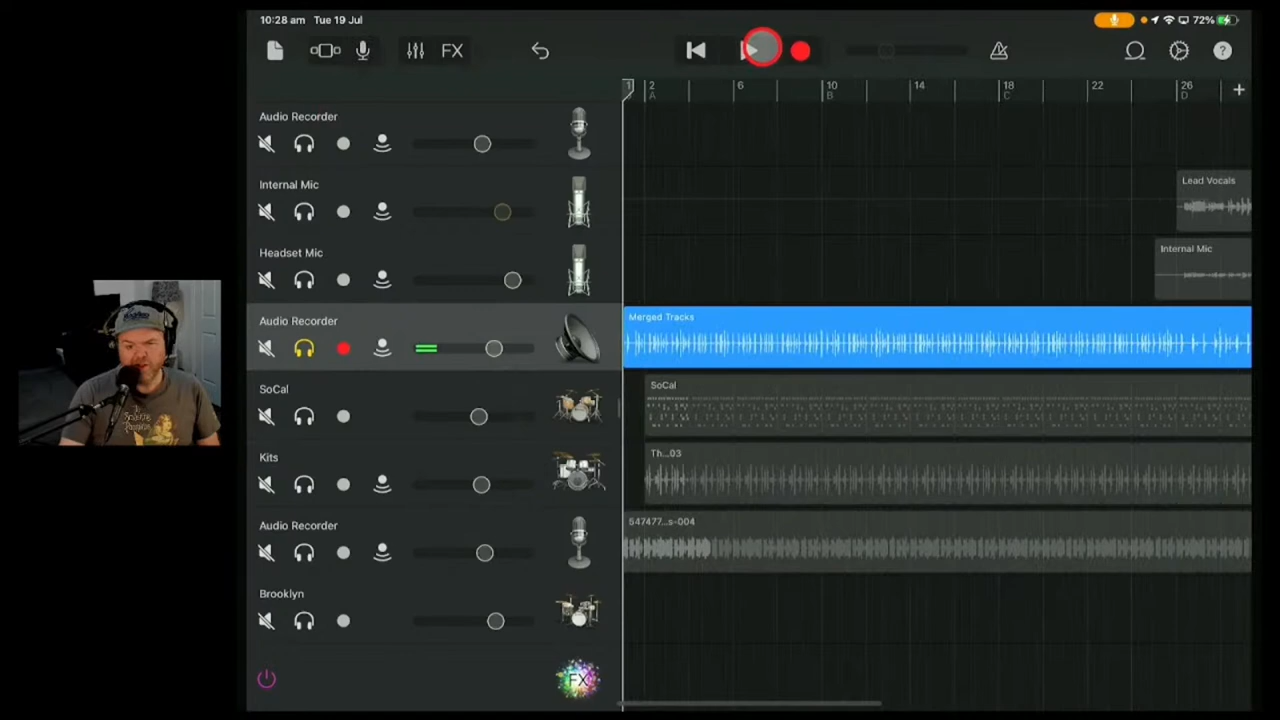 10:28 am Tue 19 Jul
72%
FX
?
1 2 6 10 14 18 22 26
A B C D
Audio Recorder
Internal Mic
Lead Vocals
Headset Mic
Internal Mic
Audio Recorder
Merged Tracks
SoCal
SoCal
Kits
Th...03
Audio Recorder
547477...s-004
Brooklyn
FX